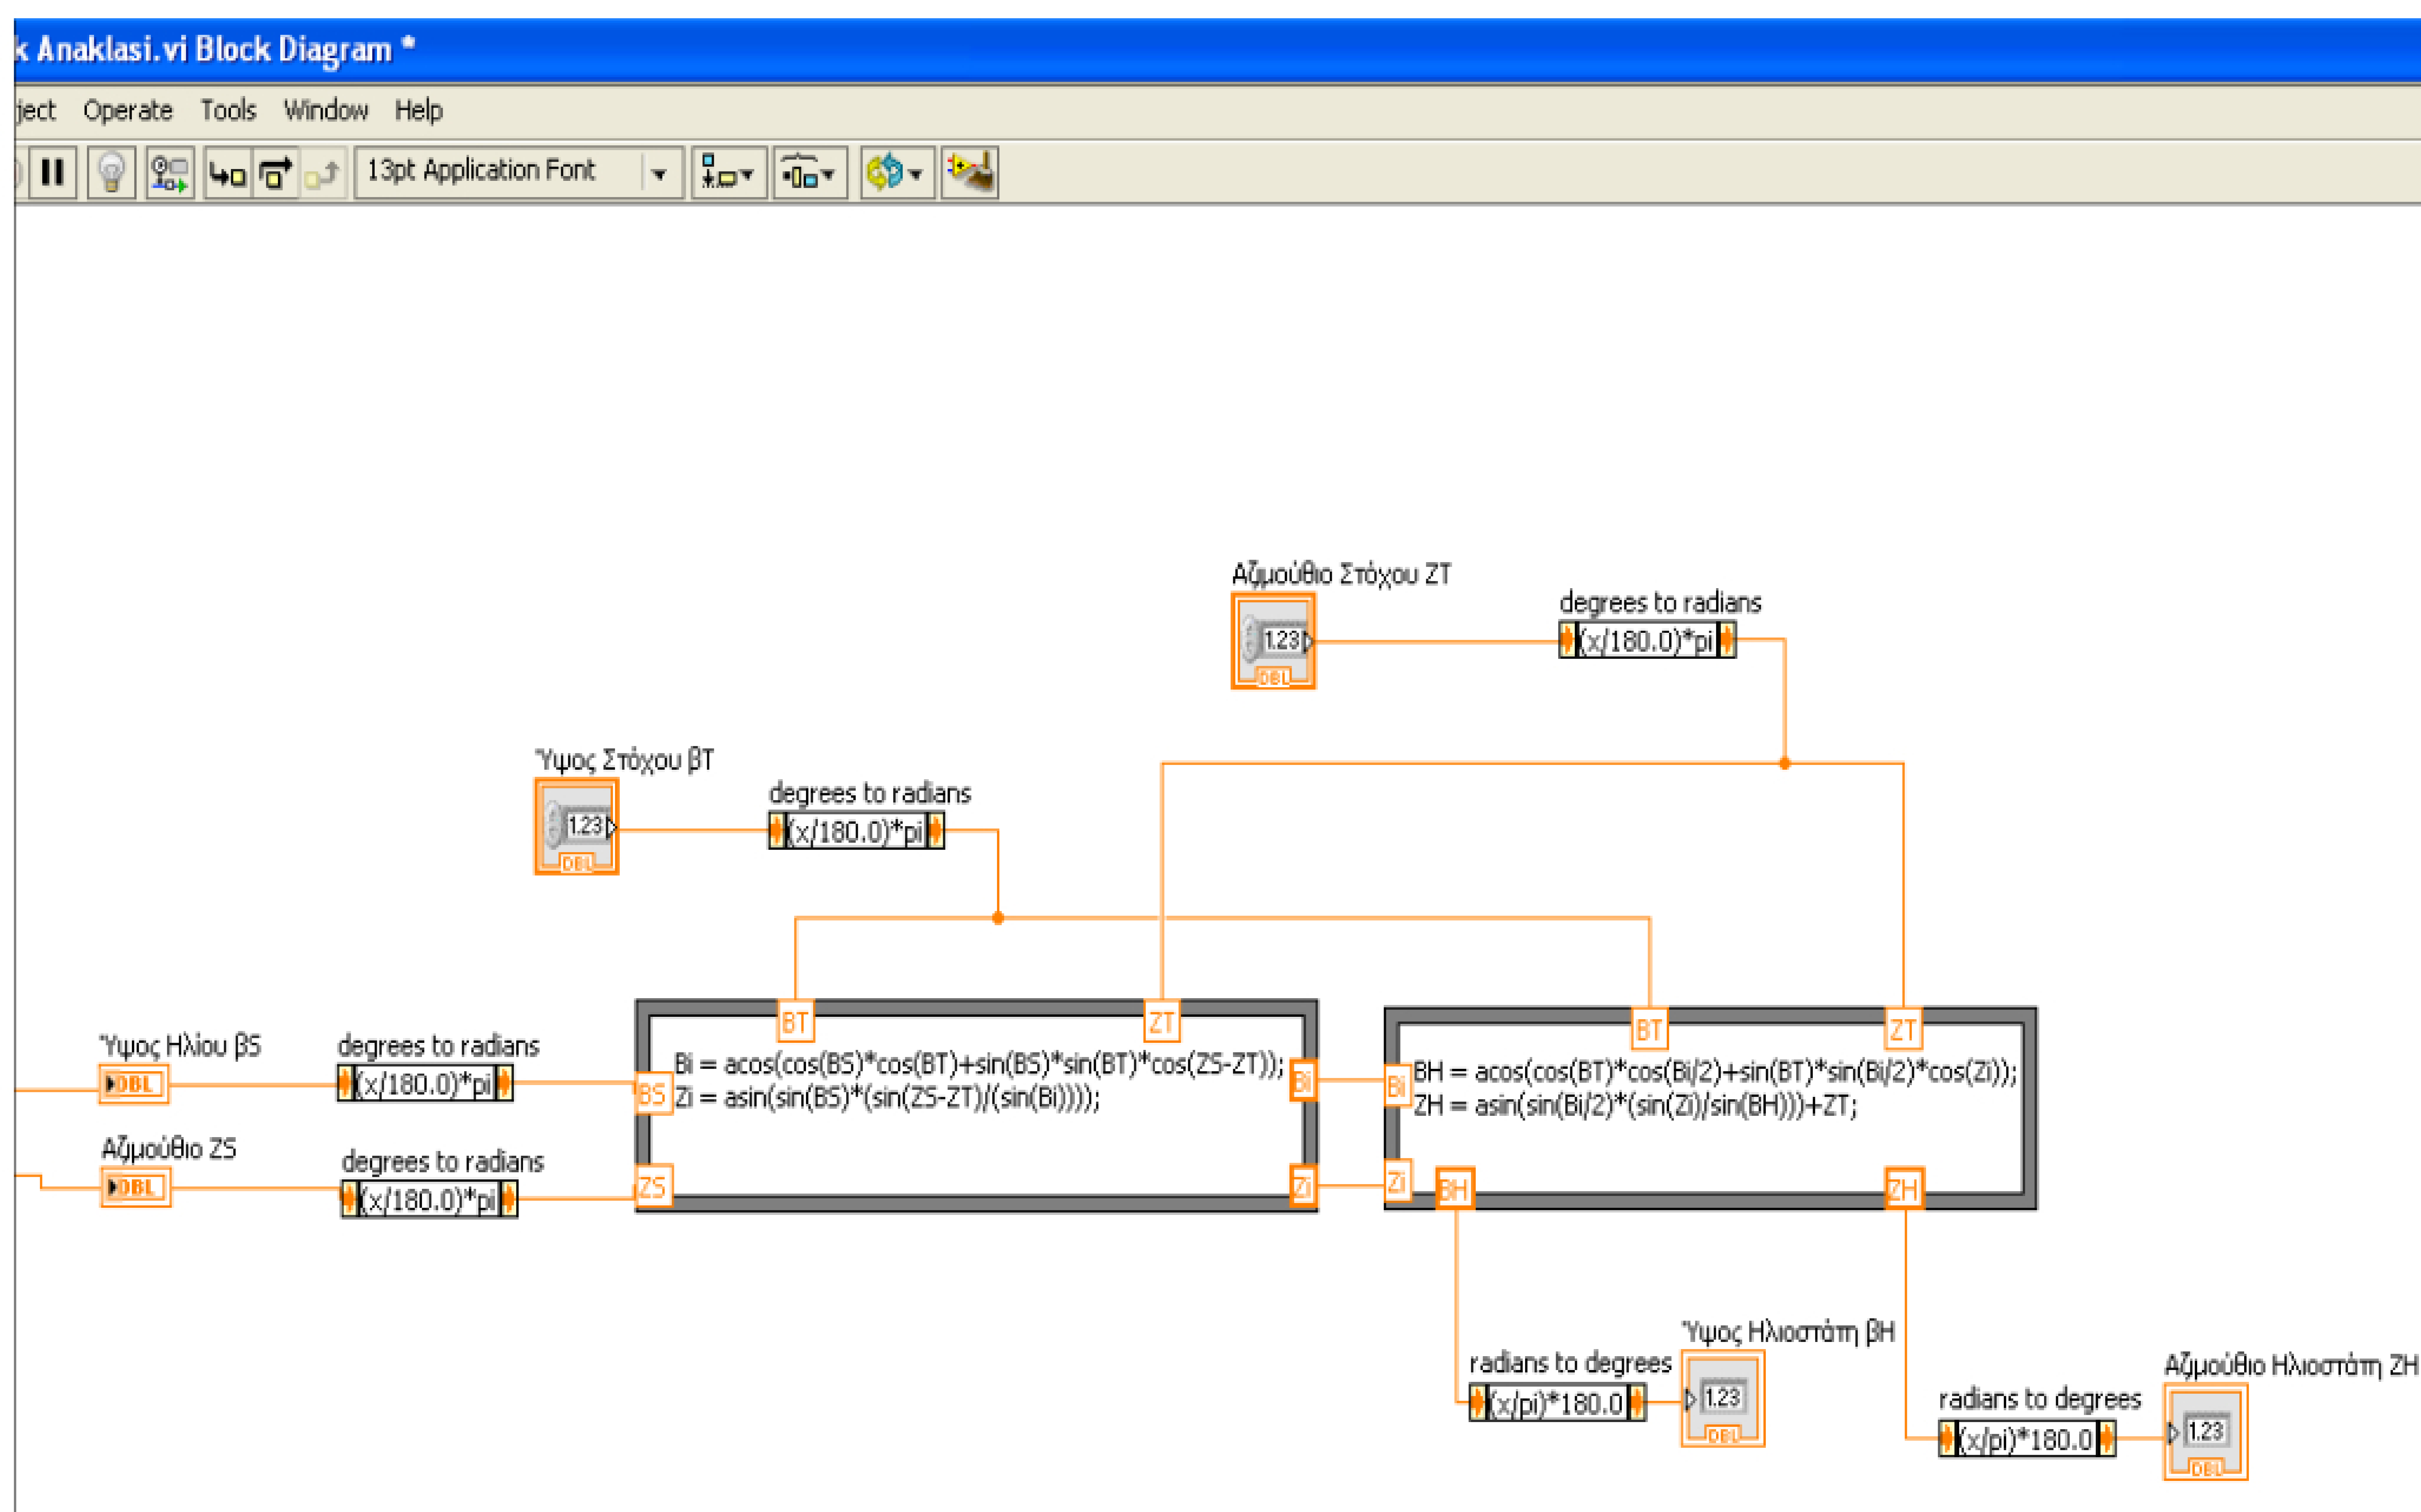 k Anaklasi.vi Block Diagram *
ject Operate Tools Window Help
13pt Application Font
Αζιμούθιο Στόχου ZT
1.23
DBL
degrees to radians
(x/180.0)*pi
Ύψος Στόχου βΤ
1.23
DBL
degrees to radians
(x/180.0)*pi
Ύψος Ηλίου βS
DBL
degrees to radians
(x/180.0)*pi
Αζιμούθιο ZS
DBL
degrees to radians
(x/180.0)*pi
BT
ZT
BS
ZS
Bi = acos(cos(BS)*cos(BT)+sin(BS)*sin(BT)*cos(ZS-ZT));
Zi = asin(sin(BS)*(sin(ZS-ZT)/(sin(Bi))));
Bi
Zi
BT
ZT
Bi
Zi
BH = acos(cos(BT)*cos(Bi/2)+sin(BT)*sin(Bi/2)*cos(Zi));
ZH = asin(sin(Bi/2)*(sin(Zi)/sin(BH)))+ZT;
BH
ZH
radians to degrees
(x/pi)*180.0
Ύψος Ηλιοστάτη βH
1.23
DBL
radians to degrees
(x/pi)*180.0
Αζιμούθιο Ηλιοστάτη ZH
1.23
DBL